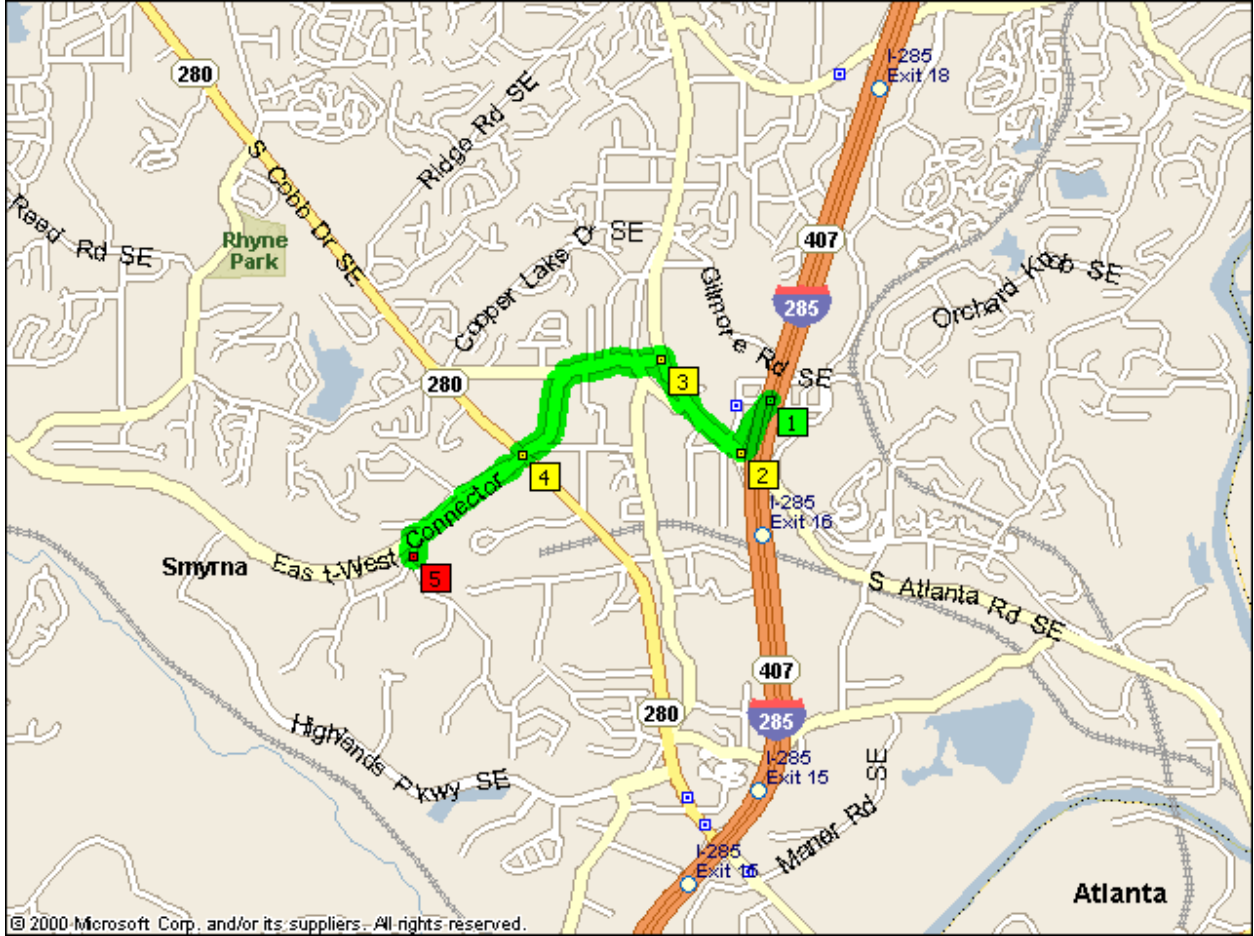 I-285
Exit 18
280
S Cobb Dr SE
Ridge Rd SE
Reed Rd SE
Rhyne
Park
Cooper Lake Dr SE
Gilmore Rd SE
407
285
Orchard Knob SE
280
3
1
4
2
I-285
Exit 16
East-West Connector
Smyrna
5
S Atlanta Rd SE
407
280
285
Highlands Pkwy SE
I-285
Exit 15
Maner Rd SE
I-285
Exit 15
Atlanta
© 2000 Microsoft Corp. and/or its suppliers. All rights reserved.